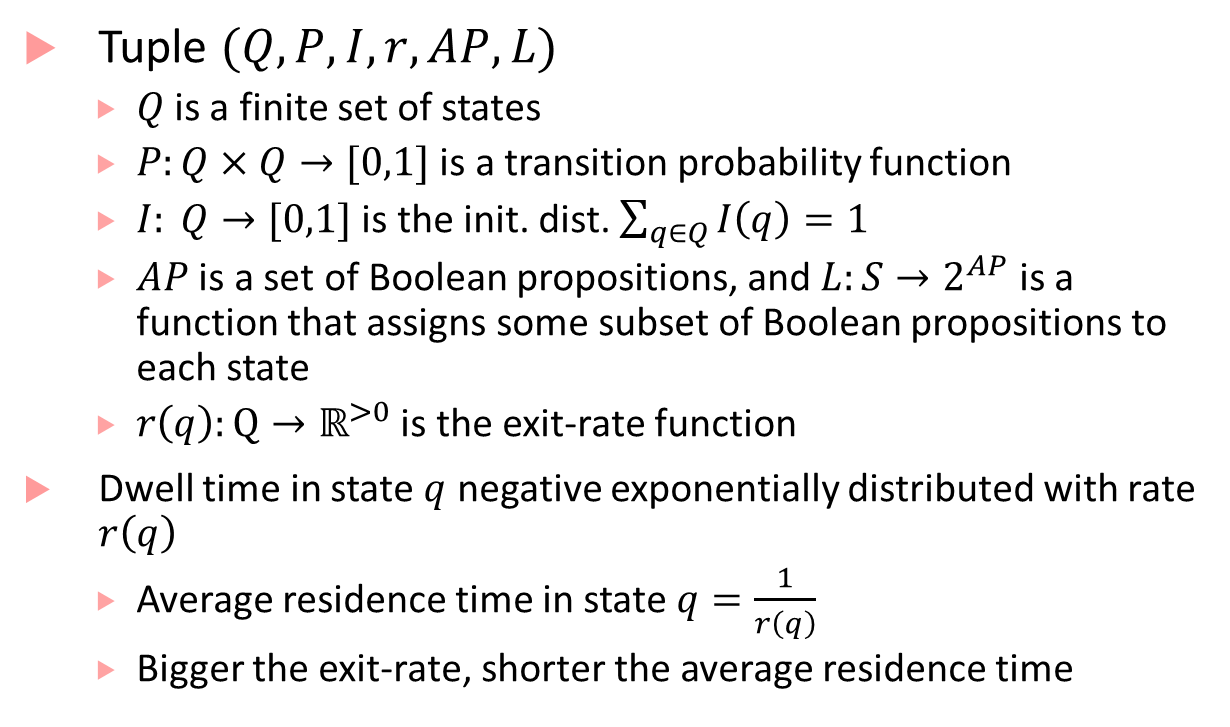 Tuple (Q, P, I, r, AP, L)
Q is a finite set of states
P: Q × Q → [0,1] is a transition probability function
I: Q → [0,1] is the init. dist. ∑_{q∈Q} I(q) = 1
AP is a set of Boolean propositions, and L: S → 2^{AP} is a
function that assigns some subset of Boolean propositions to
each state
r(q): Q → ℝ^{>0} is the exit-rate function
Dwell time in state q negative exponentially distributed with rate
r(q)
Average residence time in state q = \frac{1}{r(q)}
Bigger the exit-rate, shorter the average residence time